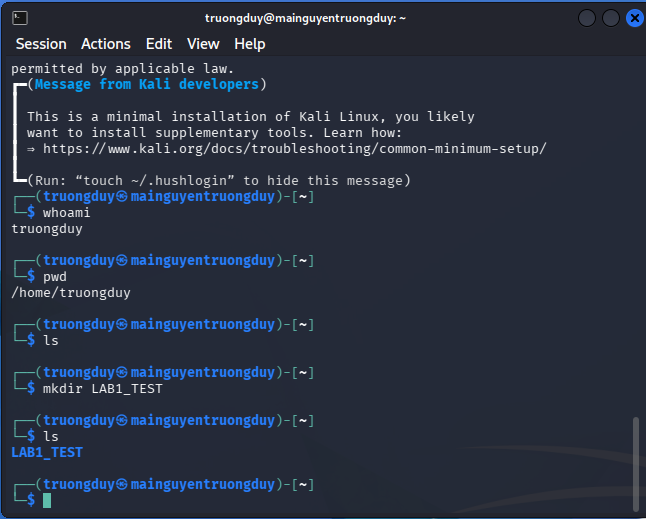 truongduy@mainguyentruongduy: ~
Session Actions Edit View Help
permitted by applicable law.
┏━(Message from Kali developers)
┃
┃ This is a minimal installation of Kali Linux, you likely
┃ want to install supplementary tools. Learn how:
┃ ⇒ https://www.kali.org/docs/troubleshooting/common-minimum-setup/
┃
┗━(Run: “touch ~/.hushlogin” to hide this message)
┌──(truongduy㉿mainguyentruongduy)-[~]
└─$ whoami
truongduy
┌──(truongduy㉿mainguyentruongduy)-[~]
└─$ pwd
/home/truongduy
┌──(truongduy㉿mainguyentruongduy)-[~]
└─$ ls
┌──(truongduy㉿mainguyentruongduy)-[~]
└─$ mkdir LAB1_TEST
┌──(truongduy㉿mainguyentruongduy)-[~]
└─$ ls
LAB1_TEST
┌──(truongduy㉿mainguyentruongduy)-[~]
└─$